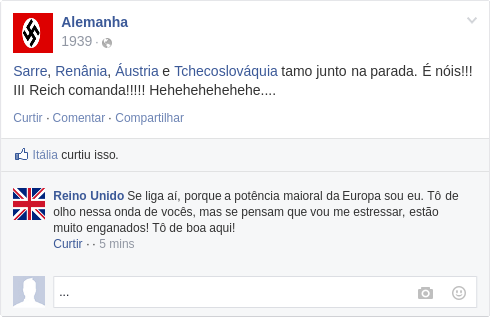 Alemanha
1939 ·
Sarre, Renânia, Áustria e Tchecoslováquia tamo junto na parada. É nóis!!!
III Reich comanda!!!!! Hehehehehehehe....
Curtir · Comentar · Compartilhar
Itália curtiu isso.
Reino Unido Se liga aí, porque a potência maioral da Europa sou eu. Tô de
olho nessa onda de vocês, mas se pensam que vou me estressar, estão
muito enganados! Tô de boa aqui!
Curtir · · 5 mins
...